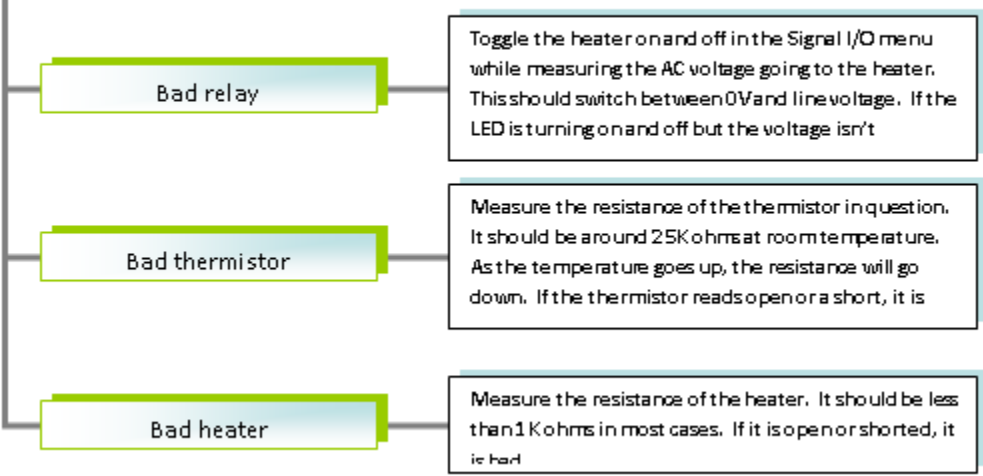 Bad relay
Toggle the heater on and off in the Signal I/O menu
while measuring the AC voltage going to the heater.
This should switch between 0V and line voltage. If the
LED is turning on and off but the voltage isn't
Bad thermistor
Measure the resistance of the thermistor in question.
It should be around 25K ohms at room temperature.
As the temperature goes up, the resistance will go
down. If the thermistor reads open or a short, it is
Bad heater
Measure the resistance of the heater. It should be less
than 1K ohms in most cases. If it is open or shorted, it
is bad